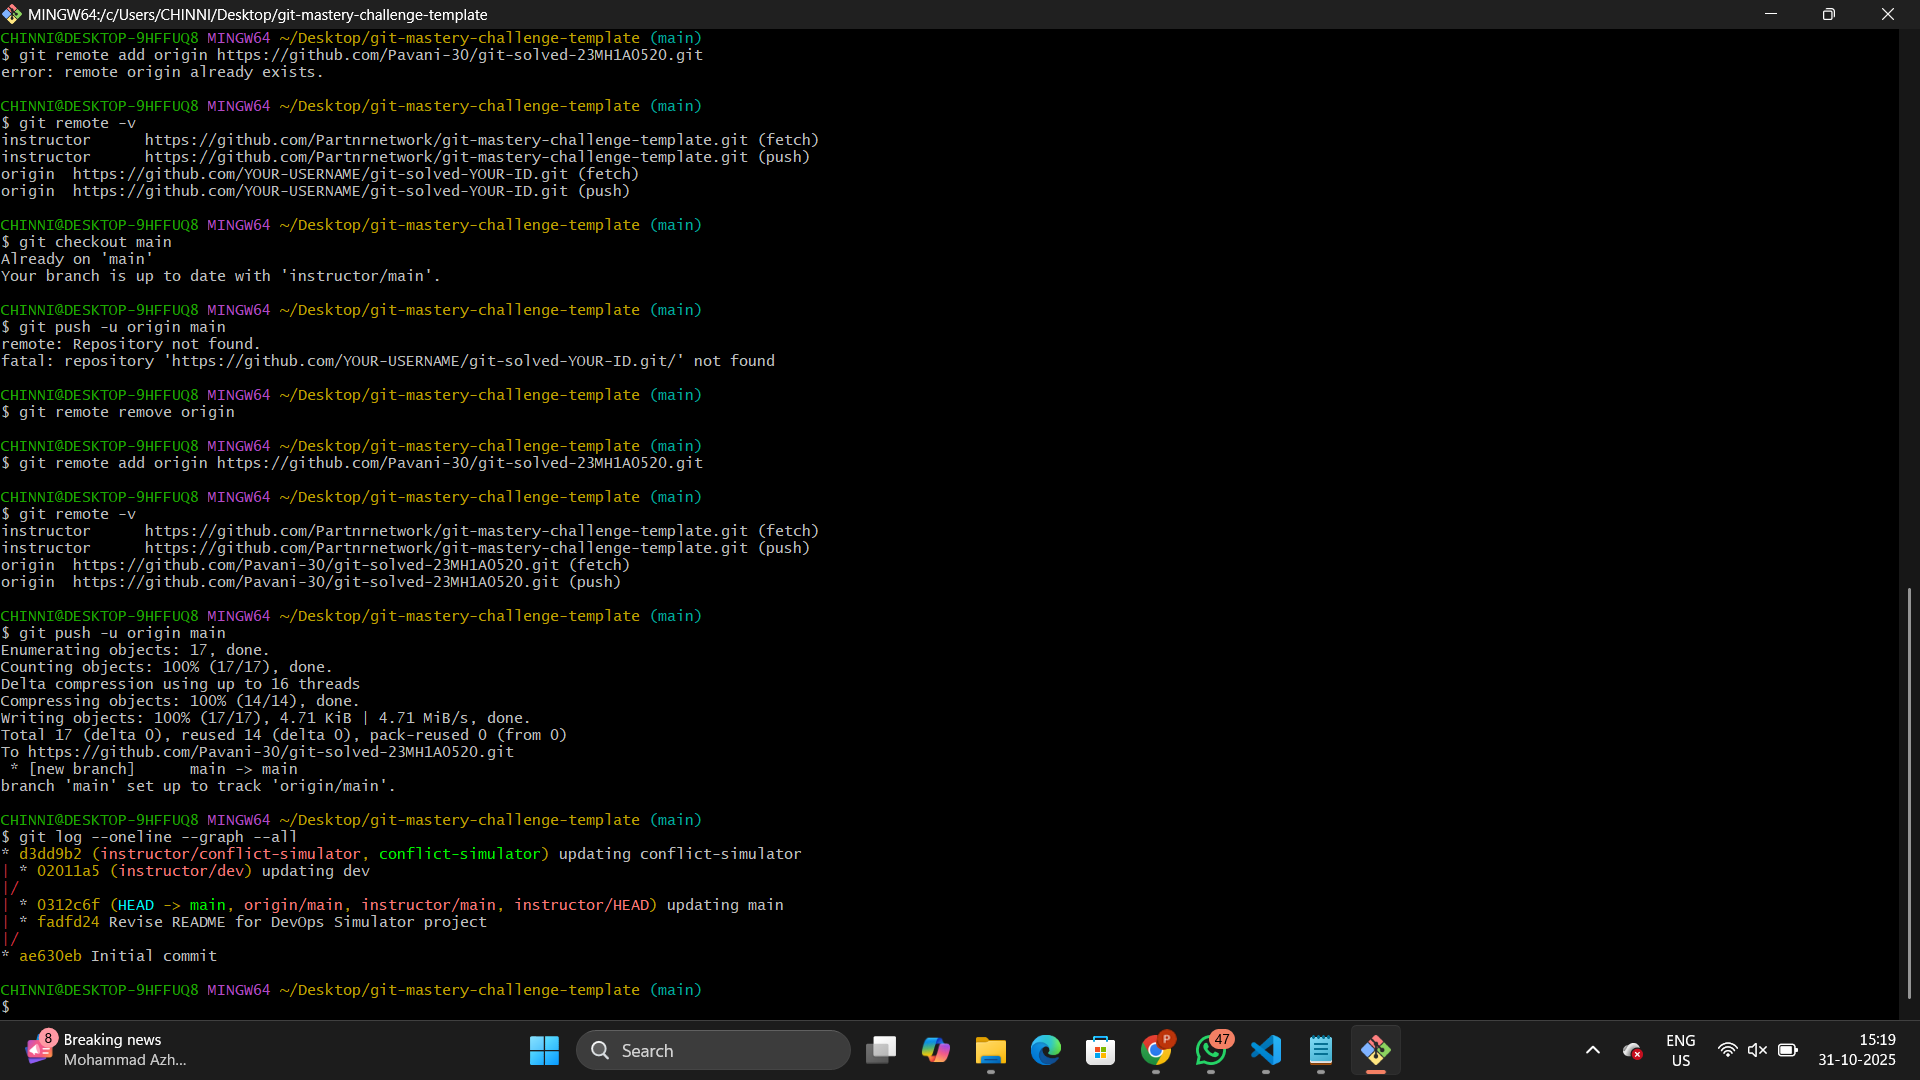 MINGW64:/c/Users/CHINNI/Desktop/git-mastery-challenge-template
CHINNI@DESKTOP-9HFFUQ8 MINGW64 ~/Desktop/git-mastery-challenge-template (main)
$ git remote add origin https://github.com/Pavani-30/git-solved-23MH1A0520.git
error: remote origin already exists.
CHINNI@DESKTOP-9HFFUQ8 MINGW64 ~/Desktop/git-mastery-challenge-template (main)
$ git remote -v
instructor      https://github.com/Partnrnetwork/git-mastery-challenge-template.git (fetch)
instructor      https://github.com/Partnrnetwork/git-mastery-challenge-template.git (push)
origin  https://github.com/YOUR-USERNAME/git-solved-YOUR-ID.git (fetch)
origin  https://github.com/YOUR-USERNAME/git-solved-YOUR-ID.git (push)
CHINNI@DESKTOP-9HFFUQ8 MINGW64 ~/Desktop/git-mastery-challenge-template (main)
$ git checkout main
Already on 'main'
Your branch is up to date with 'instructor/main'.
CHINNI@DESKTOP-9HFFUQ8 MINGW64 ~/Desktop/git-mastery-challenge-template (main)
$ git push -u origin main
remote: Repository not found.
fatal: repository 'https://github.com/YOUR-USERNAME/git-solved-YOUR-ID.git/' not found
CHINNI@DESKTOP-9HFFUQ8 MINGW64 ~/Desktop/git-mastery-challenge-template (main)
$ git remote remove origin
CHINNI@DESKTOP-9HFFUQ8 MINGW64 ~/Desktop/git-mastery-challenge-template (main)
$ git remote add origin https://github.com/Pavani-30/git-solved-23MH1A0520.git
CHINNI@DESKTOP-9HFFUQ8 MINGW64 ~/Desktop/git-mastery-challenge-template (main)
$ git remote -v
instructor      https://github.com/Partnrnetwork/git-mastery-challenge-template.git (fetch)
instructor      https://github.com/Partnrnetwork/git-mastery-challenge-template.git (push)
origin  https://github.com/Pavani-30/git-solved-23MH1A0520.git (fetch)
origin  https://github.com/Pavani-30/git-solved-23MH1A0520.git (push)
CHINNI@DESKTOP-9HFFUQ8 MINGW64 ~/Desktop/git-mastery-challenge-template (main)
$ git push -u origin main
Enumerating objects: 17, done.
Counting objects: 100% (17/17), done.
Delta compression using up to 16 threads
Compressing objects: 100% (14/14), done.
Writing objects: 100% (17/17), 4.71 KiB | 4.71 MiB/s, done.
Total 17 (delta 0), reused 14 (delta 0), pack-reused 0 (from 0)
To https://github.com/Pavani-30/git-solved-23MH1A0520.git
 * [new branch]      main -> main
branch 'main' set up to track 'origin/main'.
CHINNI@DESKTOP-9HFFUQ8 MINGW64 ~/Desktop/git-mastery-challenge-template (main)
$ git log --oneline --graph --all
* d3dd9b2 (instructor/conflict-simulator, conflict-simulator) updating conflict-simulator
| * 02011a5 (instructor/dev) updating dev
|/
| * 0312c6f (HEAD -> main, origin/main, instructor/main, instructor/HEAD) updating main
| * fadfd24 Revise README for DevOps Simulator project
|/
* ae630eb Initial commit
CHINNI@DESKTOP-9HFFUQ8 MINGW64 ~/Desktop/git-mastery-challenge-template (main)
$
8
Breaking news
Mohammad Azh...
Search
P
47
ENG
US
15:19
31-10-2025